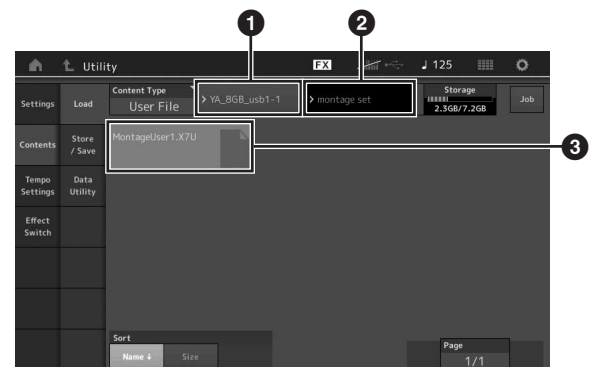 1 2
Utility FX 125
Settings Load Content Type User File > YA_8GB_usb1-1 > montage set Storage 2.3GB/7.2GB Job
Contents Store / Save MontageUser1.X7U 3
Tempo Settings Data Utility
Effect Switch
Sort Page
Name ↓ Size 1/1